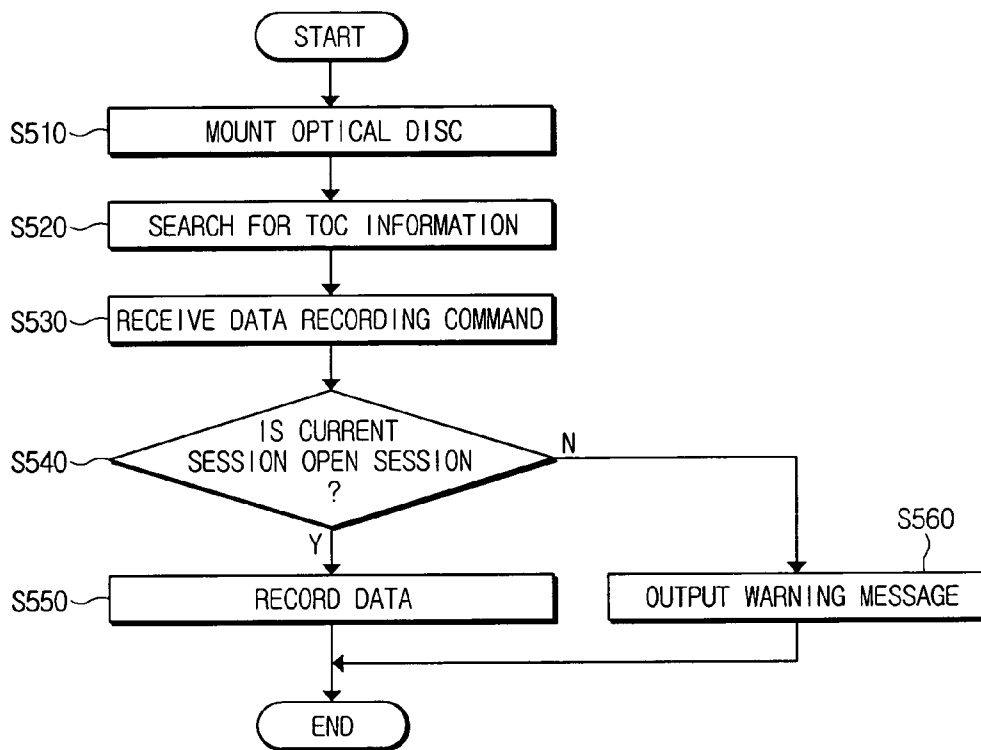 START
S510
MOUNT OPTICAL DISC
S520
SEARCH FOR TOC INFORMATION
S530
RECEIVE DATA RECORDING COMMAND
IS CURRENT
SESSION OPEN SESSION
?
S540
N
Y
S560
S550
RECORD DATA
OUTPUT WARNING MESSAGE
END